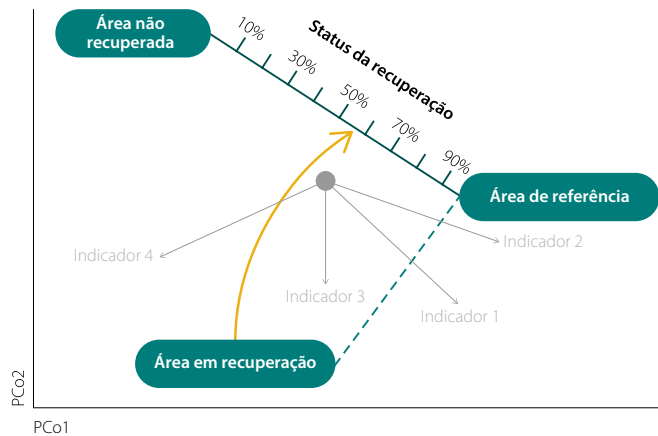 Área não
recuperada
10%
30%
50%
70%
90%
Status da recuperação
Área de referência
Indicador 4
Indicador 3
Indicador 2
Indicador 1
Área em recuperação
PCo2
PCo1